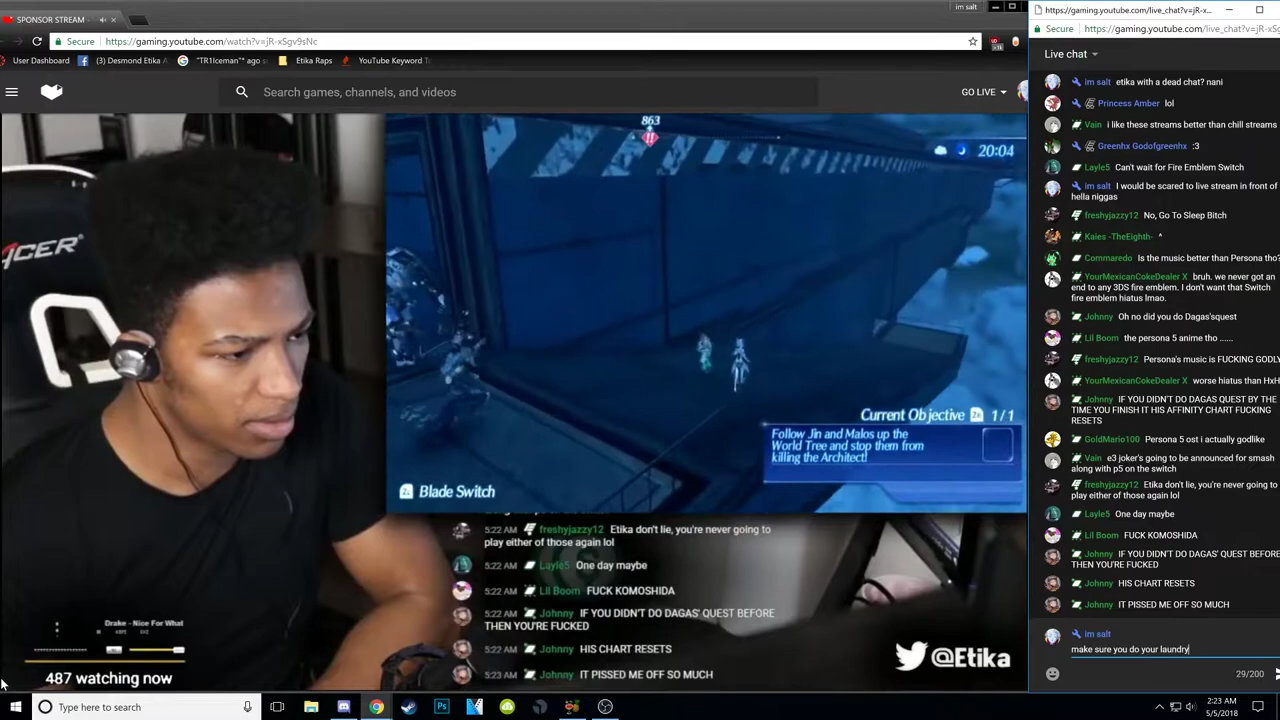 SPONSOR STREAM
im salt
https://gaming.youtube.com/live_chat?v=jR-x...
Secure https://gaming.youtube.com/watch?v=jR-xSgv9sNc
Secure https://gaming.youtube.com/live_chat?v=jR-xSg
User Dashboard (3) Desmond Etika A "TR1Iceman"* ago s Etika Raps YouTube Keyword To
Search games, channels, and videos
GO LIVE
Live chat
863
20:04
ACER
Current Objective 1/1
Follow Jin and Malos up the
World Tree and stop them from
killing the Architect!
Blade Switch
5:22 AM freshyjazzy12 Etika don't lie, you're never going to
play either of those again lol
5:22 AM Layle5 One day maybe
5:22 AM Lil Boom FUCK KOMOSHIDA
5:22 AM Johnny IF YOU DIDN'T DO DAGAS' QUEST BEFORE
THEN YOU'RE FUCKED
5:22 AM Johnny HIS CHART RESETS
5:23 AM Johnny IT PISSED ME OFF SO MUCH
Drake - Nice For What
487 watching now
@Etika
im salt etika with a dead chat? nani
Princess Amber lol
Vain i like these streams better than chill streams
Greenhx Godofgreenhx :3
Layle5 Can't wait for Fire Emblem Switch
im salt I would be scared to live stream in front of
hella niggas
freshyjazzy12 No, Go To Sleep Bitch
Kaies -TheEighth- ^
Commaredo Is the music better than Persona tho?
YourMexicanCokeDealer X bruh. we never got an
end to any 3DS fire emblem. I don't want that Switch
fire emblem hiatus lmao.
Johnny Oh no did you do Dagas'squest
Lil Boom the persona 5 anime tho ......
freshyjazzy12 Persona's music is FUCKING GODLY
YourMexicanCokeDealer X worse hiatus than HxH
Johnny IF YOU DIDN'T DO DAGAS QUEST BY THE
TIME YOU FINISH IT HIS AFFINITY CHART FUCKING
RESETS
GoldMario100 Persona 5 ost i actually godlike
Vain e3 joker's going to be announced for smash
along with p5 on the switch
freshyjazzy12 Etika don't lie, you're never going to
play either of those again lol
Layle5 One day maybe
Lil Boom FUCK KOMOSHIDA
Johnny IF YOU DIDN'T DO DAGAS' QUEST BEFORE
THEN YOU'RE FUCKED
Johnny HIS CHART RESETS
Johnny IT PISSED ME OFF SO MUCH
im salt
make sure you do your laundry
29/200
Type here to search
2:23 AM
5/5/2018